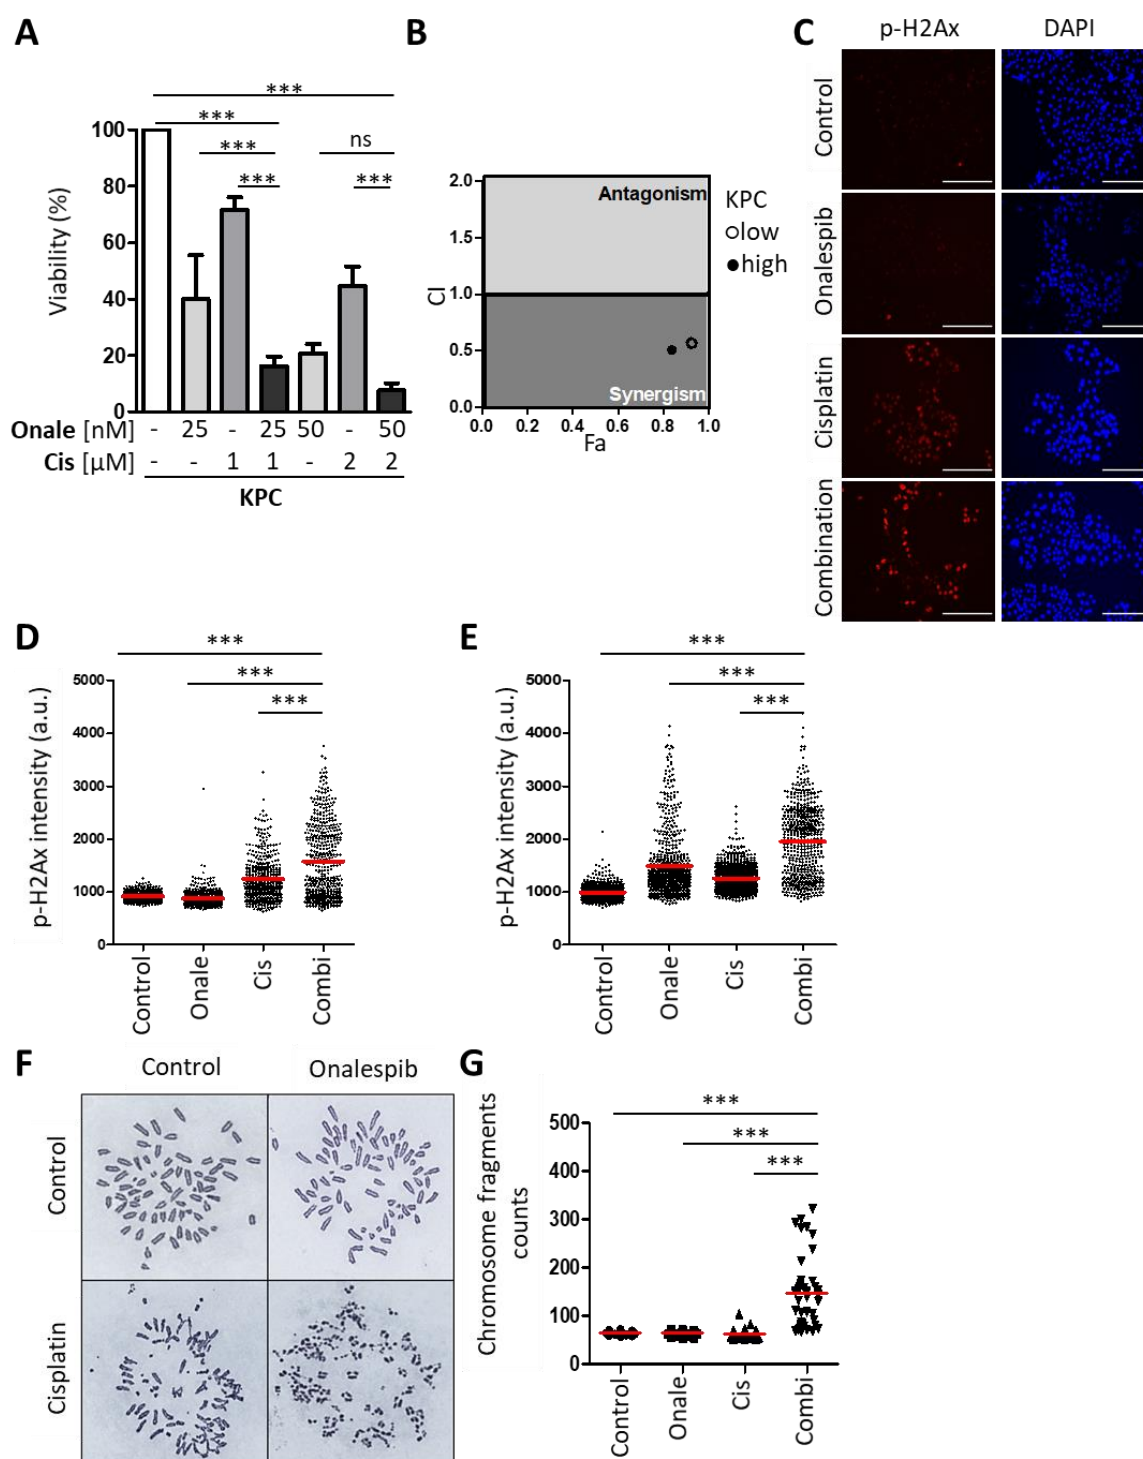 A
***
***
***
ns
***
***
Viability (%)
100
80
60
40
20
0
Onale [nM] - 25 - 25 50 - 50
Cis [µM] - - 1 1 - 2 2
KPC
B
2.0
1.5
1.0
0.5
0.0
CI
Antagonism
Synergism
0.0 0.2 0.4 0.6 0.8 1.0
Fa
KPC
low
high
C
p-H2Ax DAPI
Control
Onalespib
Cisplatin
Combination
D
***
***
***
p-H2Ax intensity (a.u.)
5000
4000
3000
2000
1000
0
Control Onale Cis Combi
E
***
***
***
p-H2Ax intensity (a.u.)
5000
4000
3000
2000
1000
0
Control Onale Cis Combi
F
Control Onalespib
Control
Cisplatin
G
***
***
***
Chromosome fragments
counts
500
400
300
200
100
0
Control Onale Cis Combi